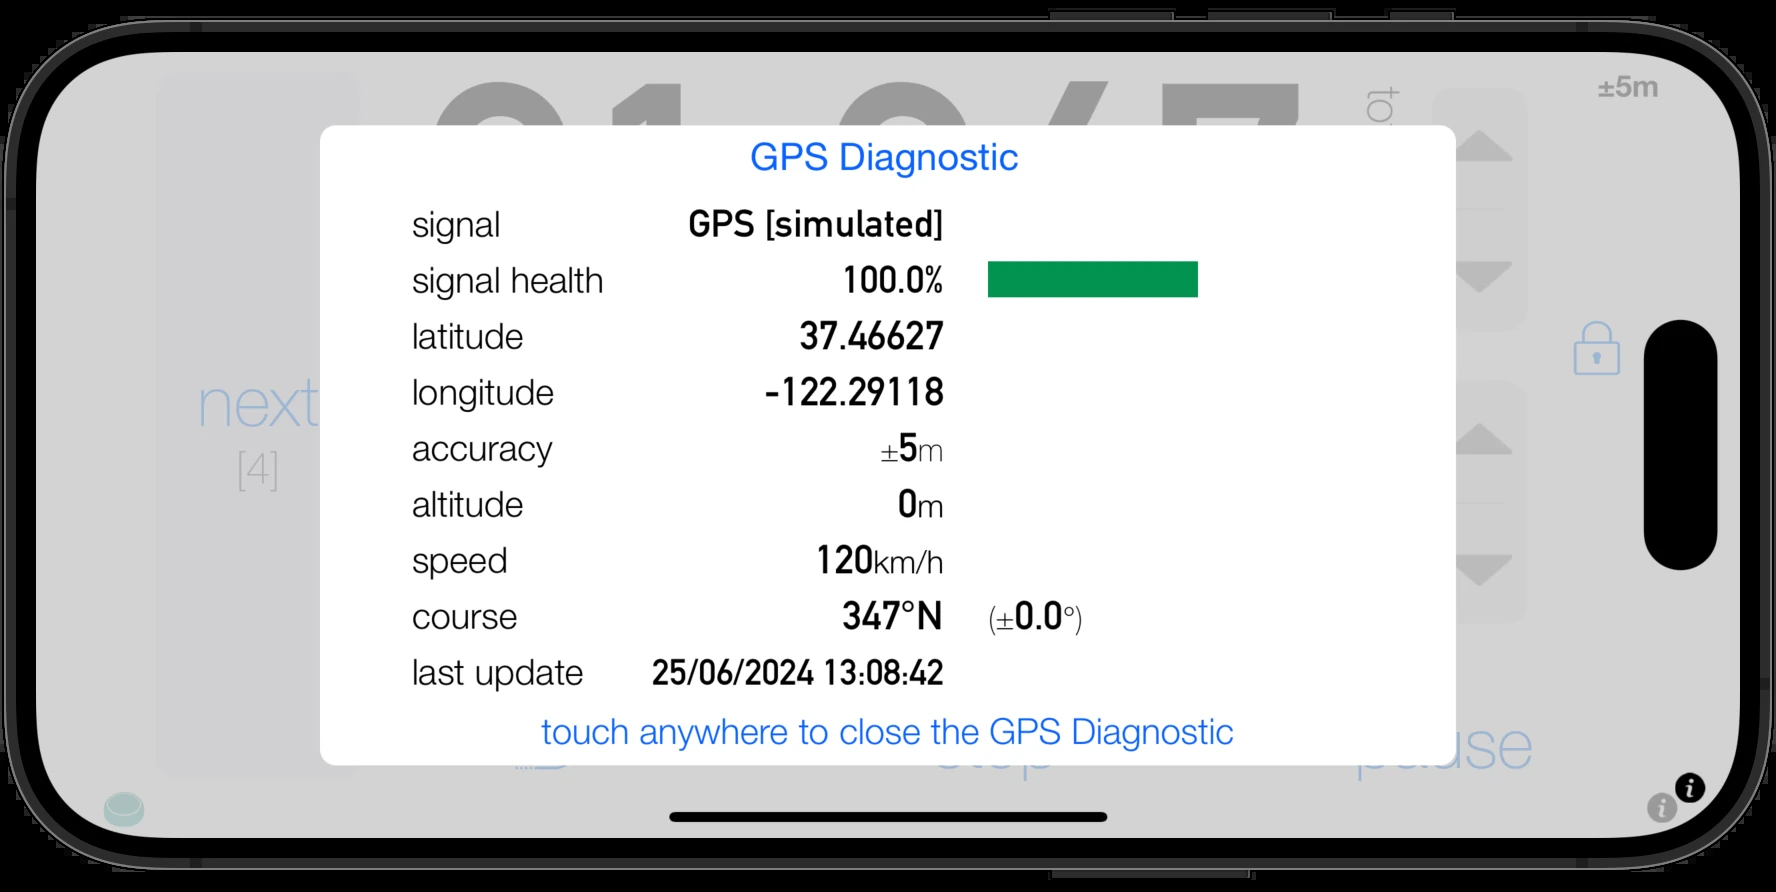 ±5m
GPS Diagnostic
signal GPS [simulated]
signal health 100.0%
latitude 37.46627
longitude -122.29118
next
[4]
accuracy ±5m
altitude 0m
speed 120km/h
course 347°N (±0.0°)
last update 25/06/2024 13:08:42
touch anywhere to close the GPS Diagnostic